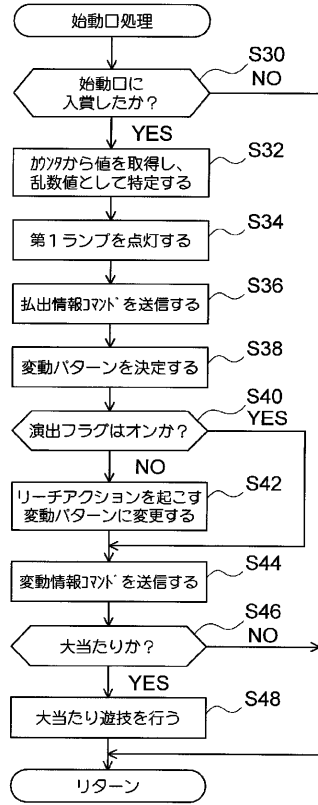 始動口処理
始動口に
入賞したか?
S30
NO
YES
カウンタから値を取得し、
乱数値として特定する
S32
第1ランプを点灯する
S34
払出情報コマンドを送信する
S36
変動パターンを決定する
S38
演出フラグはオンか?
S40
YES
NO
リーチアクションを起こす
変動パターンに変更する
S42
変動情報コマンドを送信する
S44
大当たりか?
S46
NO
YES
大当たり遊技を行う
S48
リターン